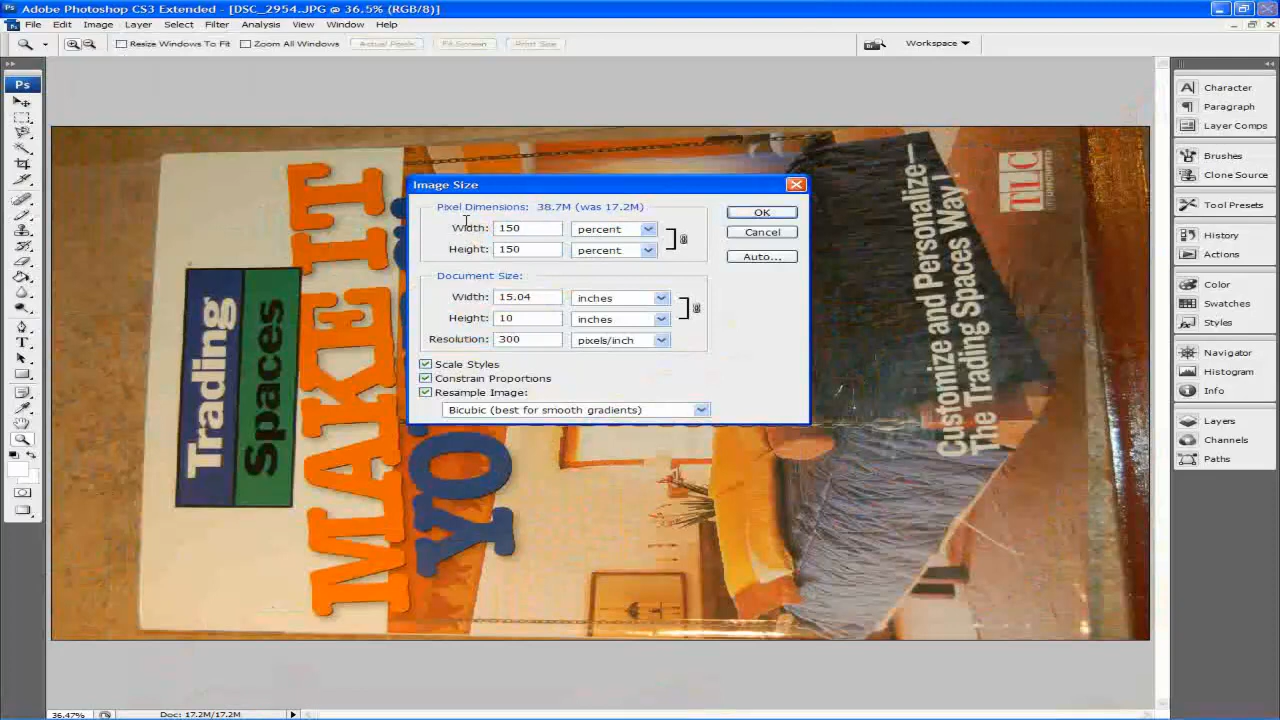 Adobe Photoshop CS3 Extended - [DSC_2954.JPG @ 36.5% (RGB/8)]
File Edit Image Layer Select Filter Analysis View Window Help
Resize Windows To Fit Zoom All Windows Actual Pixels Fit Screen Print Size Workspace
Ps
Image Size
Pixel Dimensions: 38.7M (was 17.2M)
Width: 150 percent
Height: 150 percent
Document Size:
Width: 15.04 inches
Height: 10 inches
Resolution: 300 pixels/inch
Scale Styles
Constrain Proportions
Resample Image:
Bicubic (best for smooth gradients)
OK
Cancel
Auto...
Character
Paragraph
Layer Comps
Brushes
Clone Source
Tool Presets
History
Actions
Color
Swatches
Styles
Navigator
Histogram
Info
Layers
Channels
Paths
Trading
Spaces
MAKE IT
YO
Customize and Personalize—
The Trading Spaces Way!
TLC
36.47% Doc: 17.2M/17.2M